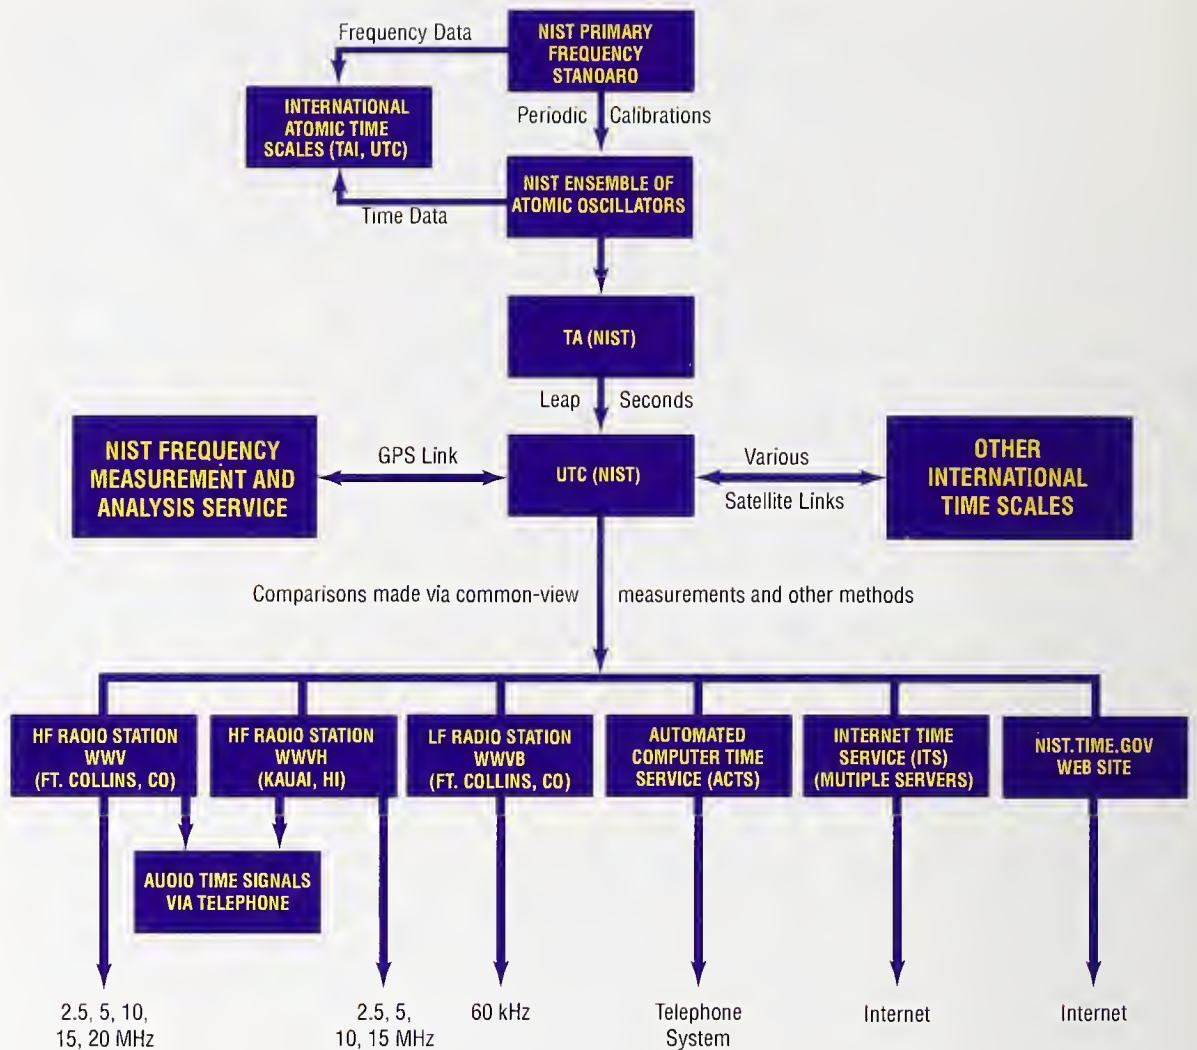 Frequency Data
NIST PRIMARY
FREQUENCY
STANOARO
INTERNATIONAL
ATOMIC TIME
SCALES (TAI, UTC)
Periodic Calibrations
NIST ENSEMBLE OF
ATOMIC OSCILLATORS
Time Data
TA (NIST)
Leap Seconds
NIST FREQUENCY
MEASUREMENT AND
ANALYSIS SERVICE
GPS Link
UTC (NIST)
Various
Satellite Links
OTHER
INTERNATIONAL
TIME SCALES
Comparisons made via common-view measurements and other methods
HF RAOIO STATION
WWV
(FT. COLLINS, CO)
HF RAOIO STATION
WWVH
(KAUAI, HI)
LF RADIO STATION
WWVB
(FT. COLLINS, CO)
AUTOMATED
COMPUTER TIME
SERVICE (ACTS)
INTERNET TIME
SERVICE (ITS)
(MUTIPLE SERVERS)
NIST.TIME.GOV
WEB SITE
AUOIO TIME SIGNALS
VIA TELEPHONE
2.5, 5, 10,
15, 20 MHz
2.5, 5,
10, 15 MHz
60 kHz
Telephone
System
Internet
Internet